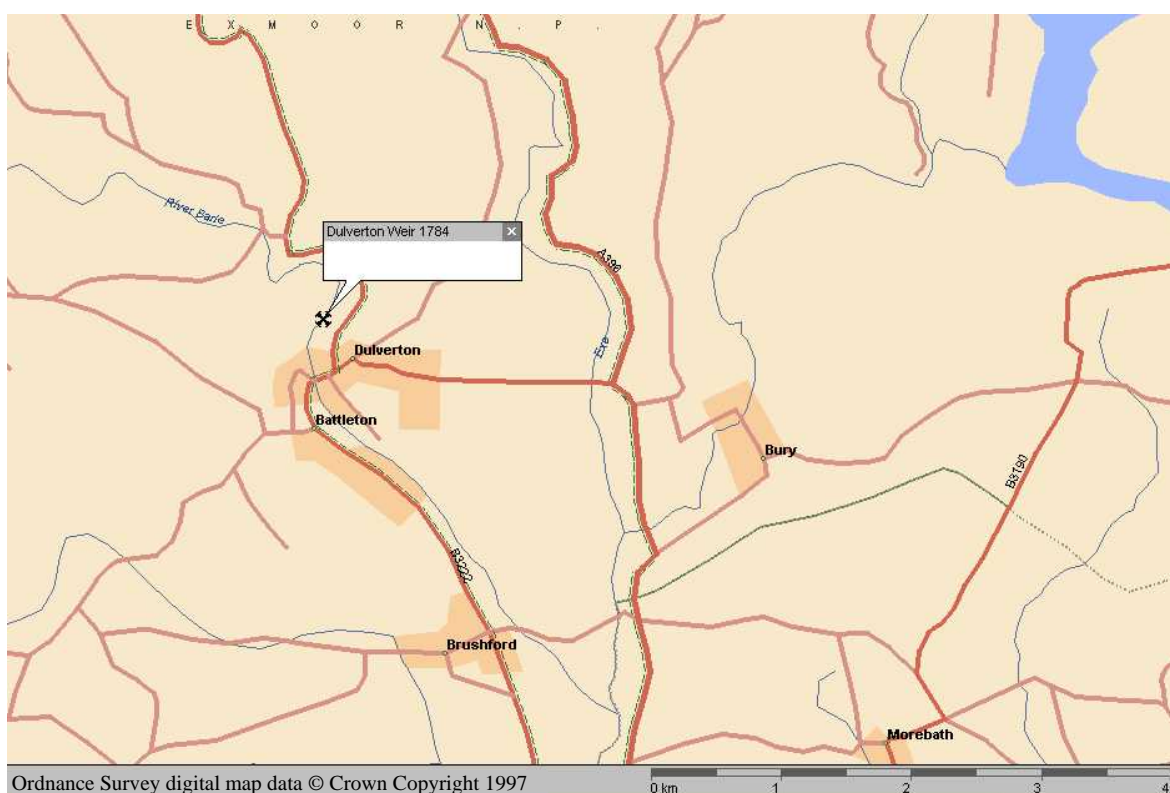 E X M O O R N . P .
River Barle
Dulverton Weir 1784
A396
Exe
Dulverton
Battleton
Bury
B3190
B3222
Brushford
Morebath
Ordnance Survey digital map data © Crown Copyright 1997
0 km 1 2 3 4